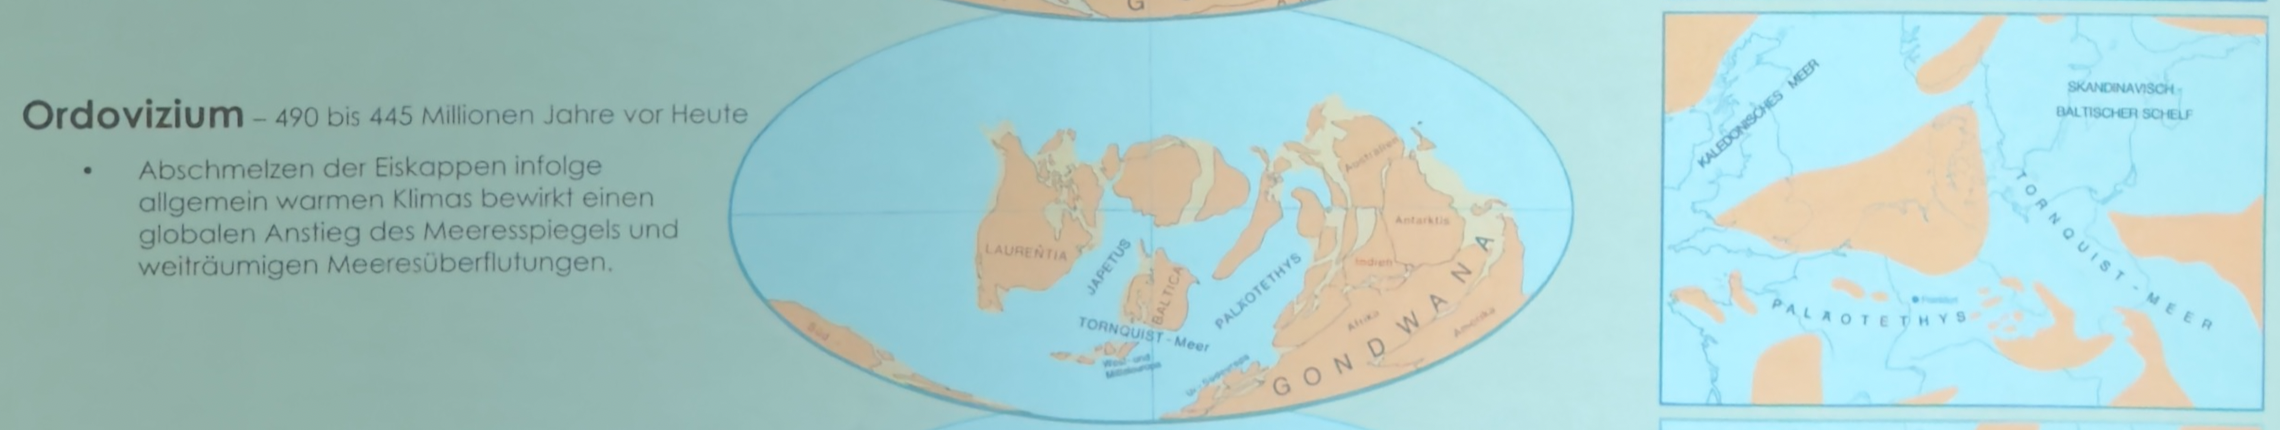 G
Ordovizium – 490 bis 445 Millionen Jahre vor Heute
• Abschmelzen der Eiskappen infolge
allgemein warmen Klimas bewirkt einen
globalen Anstieg des Meeresspiegels und
weiträumigen Meeresüberflutungen.
Australien
Antarktis
LAURENTIA
JAPETUS
BALTICA
PALÄOTETHYS
Indien
TORNQUIST - Meer
West- und
Mitteleuropa
Süd
Afrika
Amerika
GONDWANA
KALEDONISCHES MEER
SKANDINAVISCH-
BALTISCHER SCHELF
TORNQUIST - MEER
Frankfurt
PALÄOTETHYS